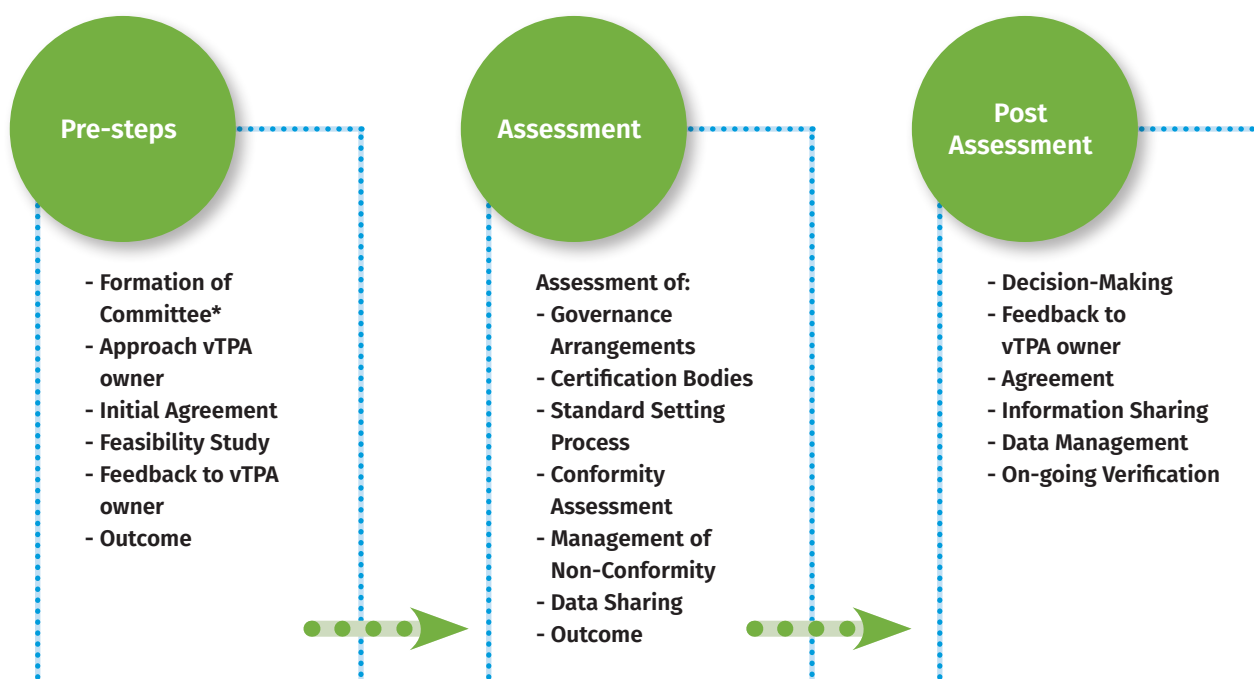 Pre-steps
- Formation of
Committee*
- Approach vTPA
owner
- Initial Agreement
- Feasibility Study
- Feedback to vTPA
owner
- Outcome
Assessment
Assessment of:
- Governance
Arrangements
- Certification Bodies
- Standard Setting
Process
- Conformity
Assessment
- Management of
Non-Conformity
- Data Sharing
- Outcome
Post
Assessment
- Decision-Making
- Feedback to
vTPA owner
- Agreement
- Information Sharing
- Data Management
- On-going Verification